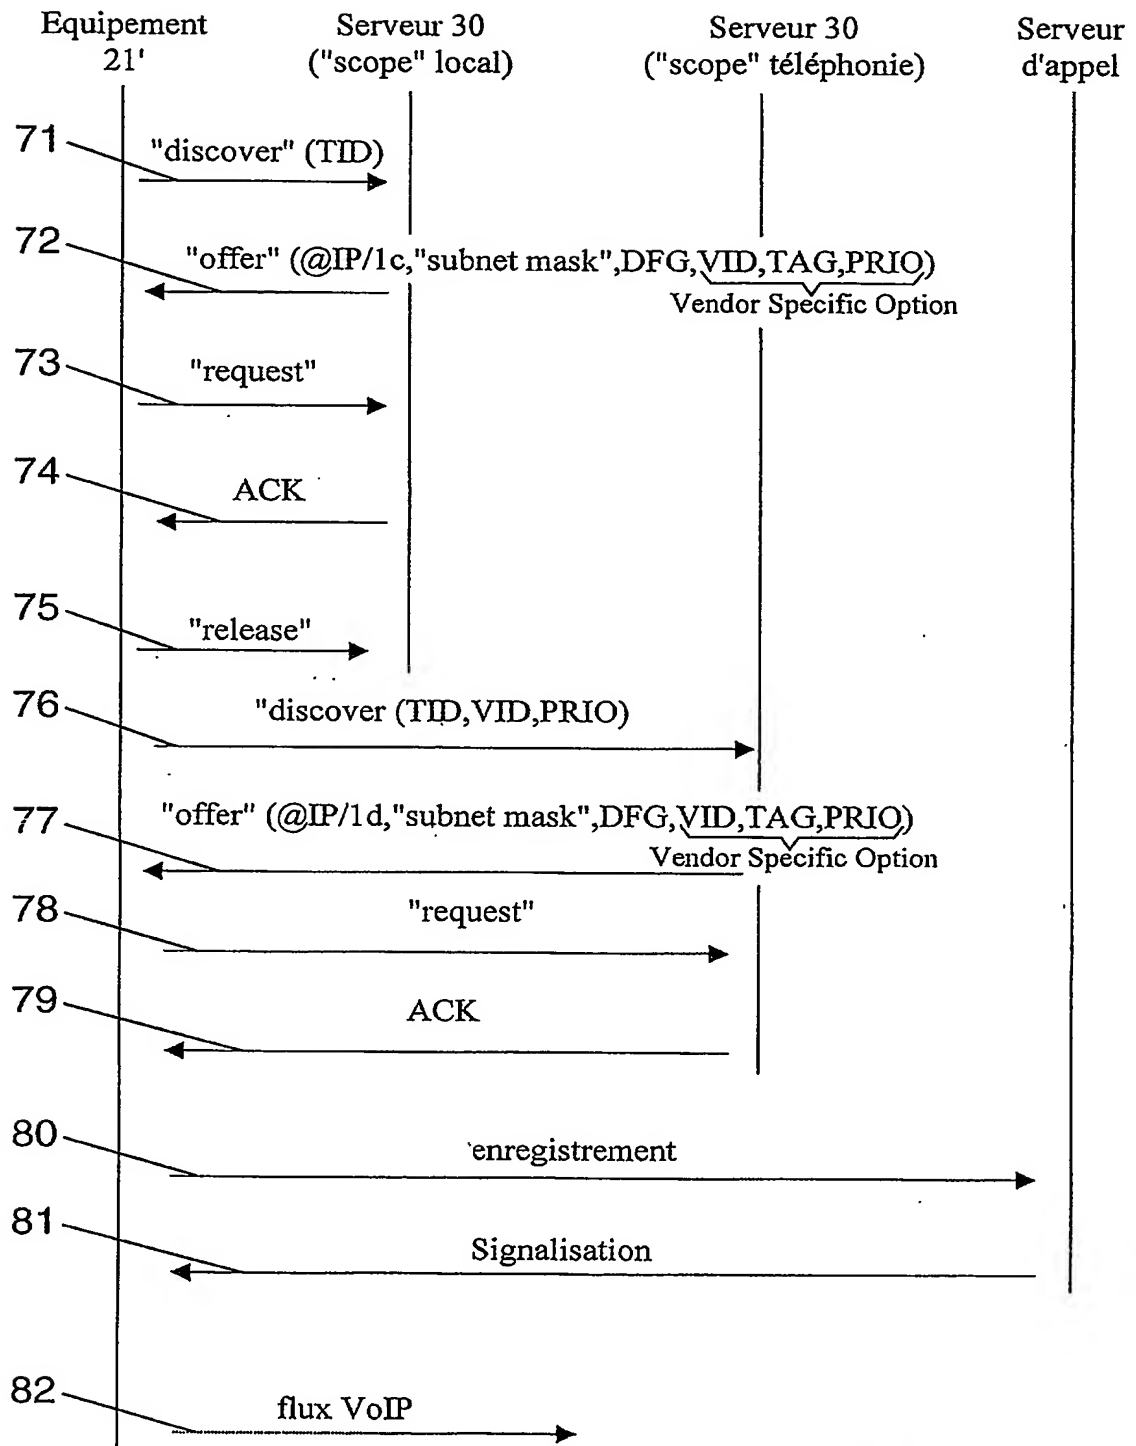 Equipement
21'
Serveur 30
("scope" local)
Serveur 30
("scope" téléphonie)
Serveur
d'appel
71
"discover" (TID)
72
"offer" (@IP/1c,"subnet mask",DFG,VID,TAG,PRIO)
Vendor Specific Option
73
"request"
74
ACK
75
"release"
76
"discover (TID,VID,PRIO)
77
"offer" (@IP/1d,"subnet mask",DFG,VID,TAG,PRIO)
Vendor Specific Option
78
"request"
79
ACK
80
enregistrement
81
Signalisation
82
flux VoIP